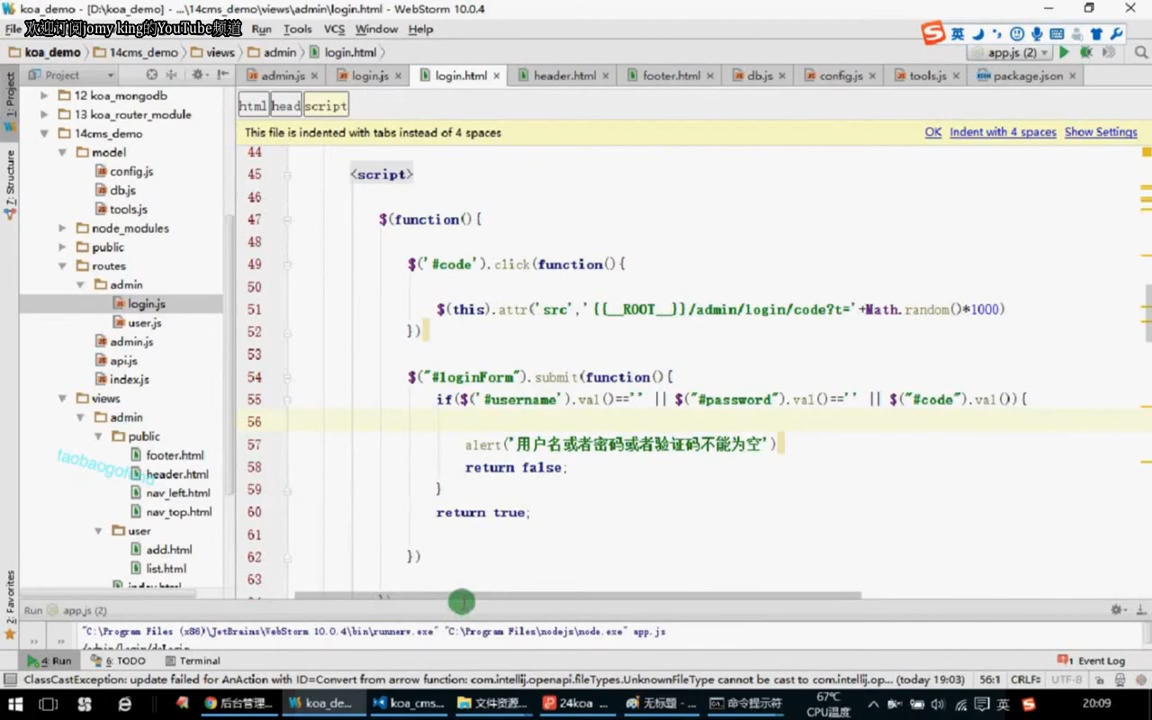 koa_demo - [D:\koa_demo] - ...\14cms_demo\views\admin\login.html - WebStorm 10.0.4
File 欢迎订阅jomy king的YouTube频道 Run Tools VCS Window Help
英
koa_demo 14cms_demo views admin login.html app.js (2)
Project admin.js login.js login.html header.html footer.html db.js config.js tools.js package.json
1: Project
7: Structure
2: Favorites
12 koa_mongodb
13 koa_router_module
14cms_demo
model
config.js
db.js
tools.js
node_modules
public
routes
admin
login.js
user.js
admin.js
api.js
index.js
views
admin
public
footer.html
header.html
nav_left.html
nav_top.html
user
add.html
list.html
index.html
html head script
This file is indented with tabs instead of 4 spaces OK Indent with 4 spaces Show Settings
44
45 <script>
46
47 $(function(){
48
49 $('#code').click(function(){
50
51 $(this).attr('src','{{__ROOT__}}/admin/login/code?t='+Math.random()*1000)
52 })
53
54 $("#loginForm").submit(function(){
55 if($('#username').val()=='' || $("#password").val()=='' || $("#code").val()){
56
57 alert('用户名或者密码或者验证码不能为空')
58 return false;
59 }
60 return true;
61
62 })
63
})
Run app.js (2)
"C:\Program Files (x86)\JetBrains\WebStorm 10.0.4\bin\runnerw.exe" "C:\Program Files\nodejs\node.exe" app.js
/admin/login/doLogin
4: Run 6: TODO Terminal 1 Event Log
ClassCastException: update failed for AnAction with ID=Convert from arrow function: com.intellij.openapi.fileTypes.UnknownFileType cannot be cast to com.intellij.op... (today 19:03) 56:1 CRLF÷ UTF-8
后台管理... koa_de... koa_cms... 文件资源... 24koa ... 无标题 - ... 命令提示符 67℃ CPU温度 英 20:09